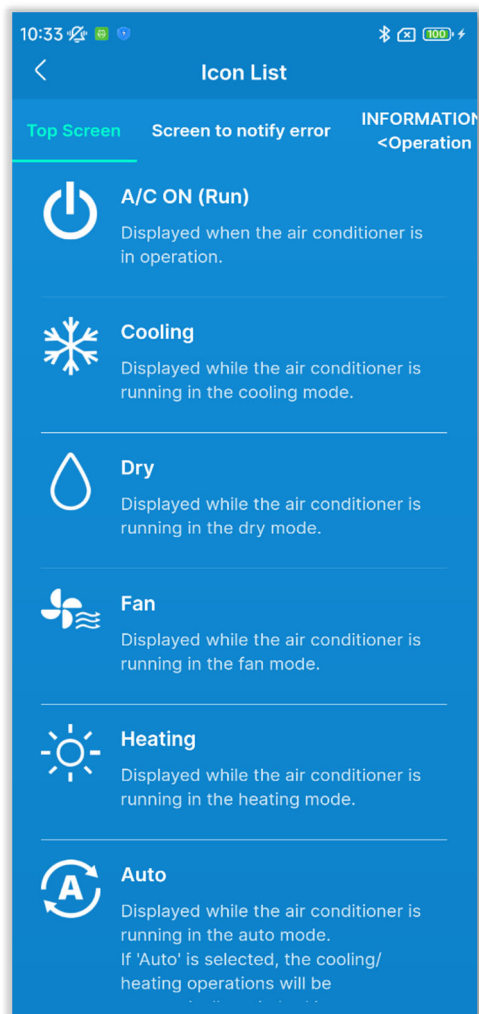 10:33
100
Icon List
Top Screen
Screen to notify error
INFORMATION
<Operation
A/C ON (Run)
Displayed when the air conditioner is
in operation.
Cooling
Displayed while the air conditioner is
running in the cooling mode.
Dry
Displayed while the air conditioner is
running in the dry mode.
Fan
Displayed while the air conditioner is
running in the fan mode.
Heating
Displayed while the air conditioner is
running in the heating mode.
A
Auto
Displayed while the air conditioner is
running in the auto mode.
If 'Auto' is selected, the cooling/
heating operations will be